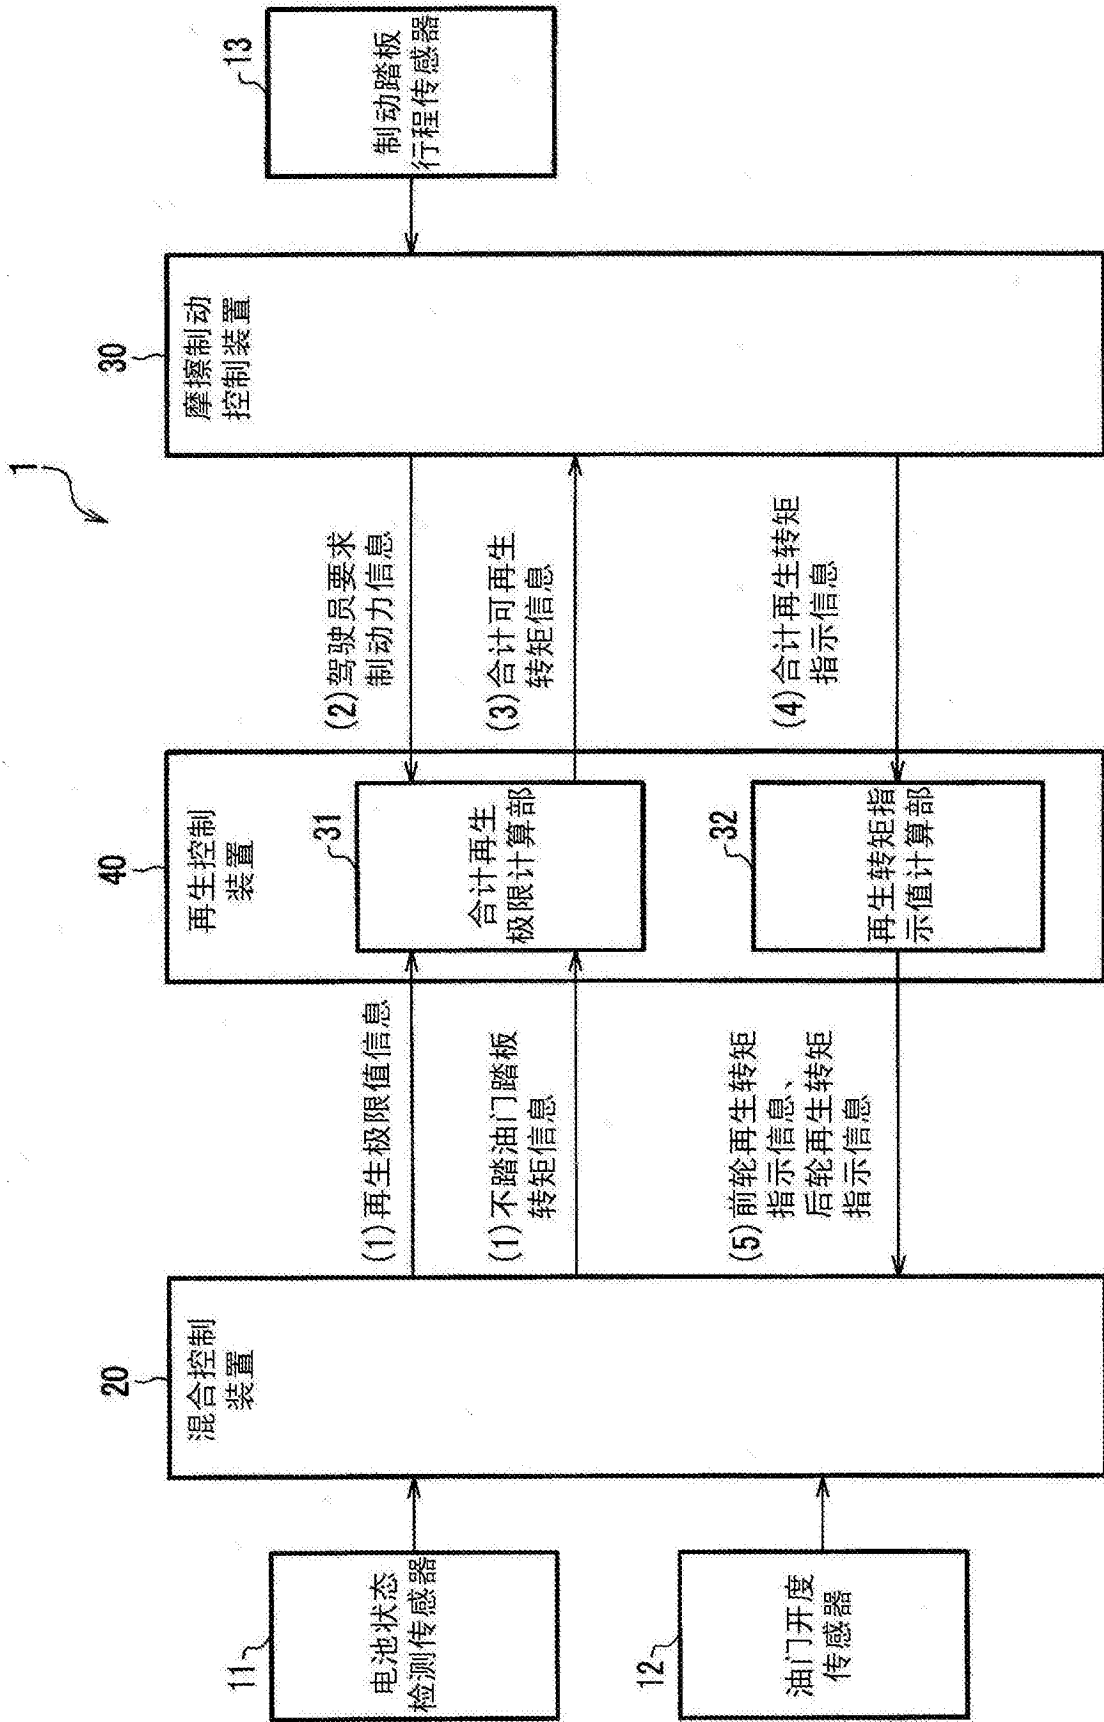 1
11
电池状态
检测传感器
12
油门开度
传感器
20
混合控制
装置
(1)再生极限值信息
(1)不踏油门踏板
转矩信息
(5)前轮再生转矩
指示信息、
后轮再生转矩
指示信息
40
再生控制
装置
31
合计再生
极限计算部
32
再生转矩指
示值计算部
(2)驾驶员要求
制动力信息
(3)合计可再生
转矩信息
(4)合计再生转矩
指示信息
30
摩擦制动
控制装置
13
制动踏板
行程传感器